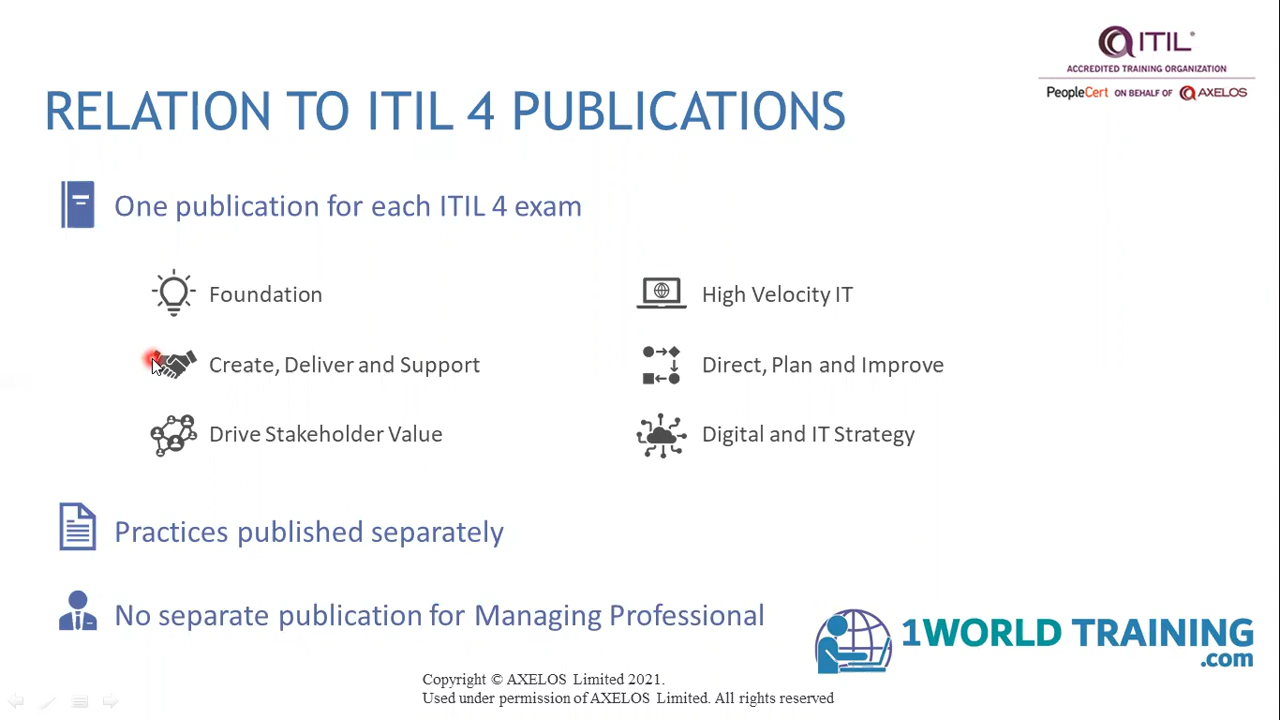 ITIL®
ACCREDITED TRAINING ORGANIZATION
PeopleCert ON BEHALF OF AXELOS
RELATION TO ITIL 4 PUBLICATIONS
One publication for each ITIL 4 exam
Foundation
High Velocity IT
Create, Deliver and Support
Direct, Plan and Improve
Drive Stakeholder Value
Digital and IT Strategy
Practices published separately
No separate publication for Managing Professional
1WORLD TRAINING
.com
Copyright © AXELOS Limited 2021.
Used under permission of AXELOS Limited. All rights reserved